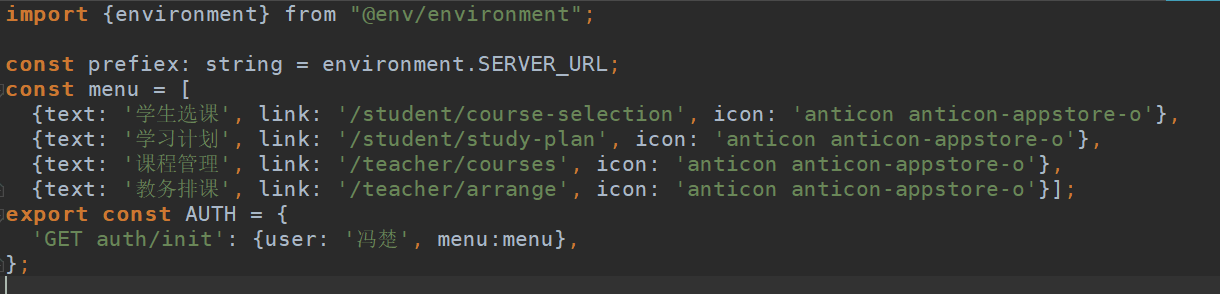 import {environment} from "@env/environment";
const prefiex: string = environment.SERVER_URL;
const menu = [
{text: '学生选课', link: '/student/course-selection', icon: 'anticon anticon-appstore-o'},
{text: '学习计划', link: '/student/study-plan', icon: 'anticon anticon-appstore-o'},
{text: '课程管理', link: '/teacher/courses', icon: 'anticon anticon-appstore-o'},
{text: '教务排课', link: '/teacher/arrange', icon: 'anticon anticon-appstore-o'}];
export const AUTH = {
'GET auth/init': {user: '冯楚', menu:menu},
};